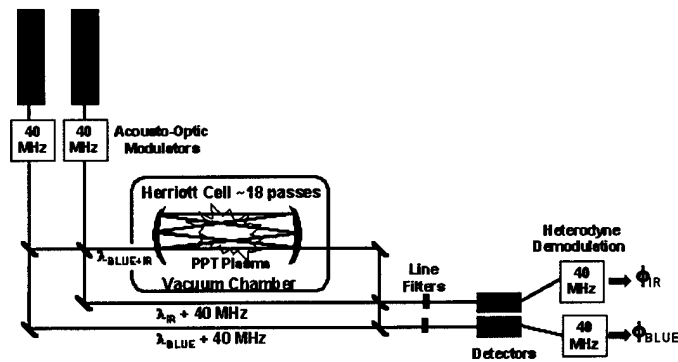 40
MHz
40
MHz
Acousto-Optic
Modulators
Herriott Cell ~18 passes
λBLUE+IR
PPT Plasma
Vacuum Chamber
Line
Filters
Heterodyne
Demodulation
40
MHz
ϕIR
λIR + 40 MHz
λBLUE + 40 MHz
Detectors
40
MHz
ϕBLUE